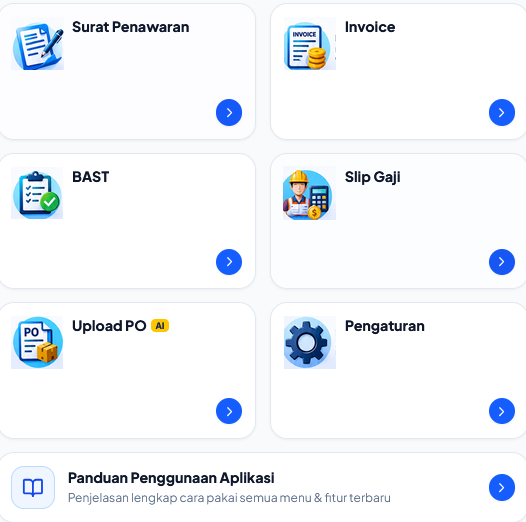 Surat Penawaran
INVOICE
Invoice
BAST
Slip Gaji
PO
Upload PO AI
Pengaturan
Panduan Penggunaan Aplikasi
Penjelasan lengkap cara pakai semua menu & fitur terbaru